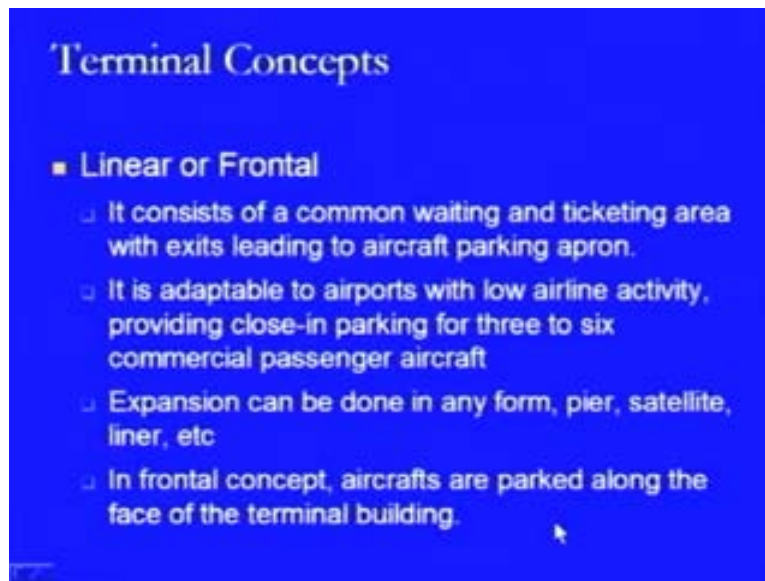 Terminal Concepts
Linear or Frontal
It consists of a common waiting and ticketing area
with exits leading to aircraft parking apron.
It is adaptable to airports with low airline activity,
providing close-in parking for three to six
commercial passenger aircraft
Expansion can be done in any form, pier, satellite,
liner, etc
In frontal concept, aircrafts are parked along the
face of the terminal building.